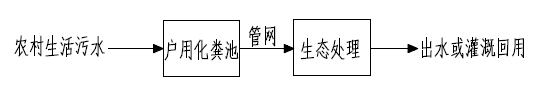 农村生活污水
户用化粪池
管网
生态处理
出水或灌溉回用